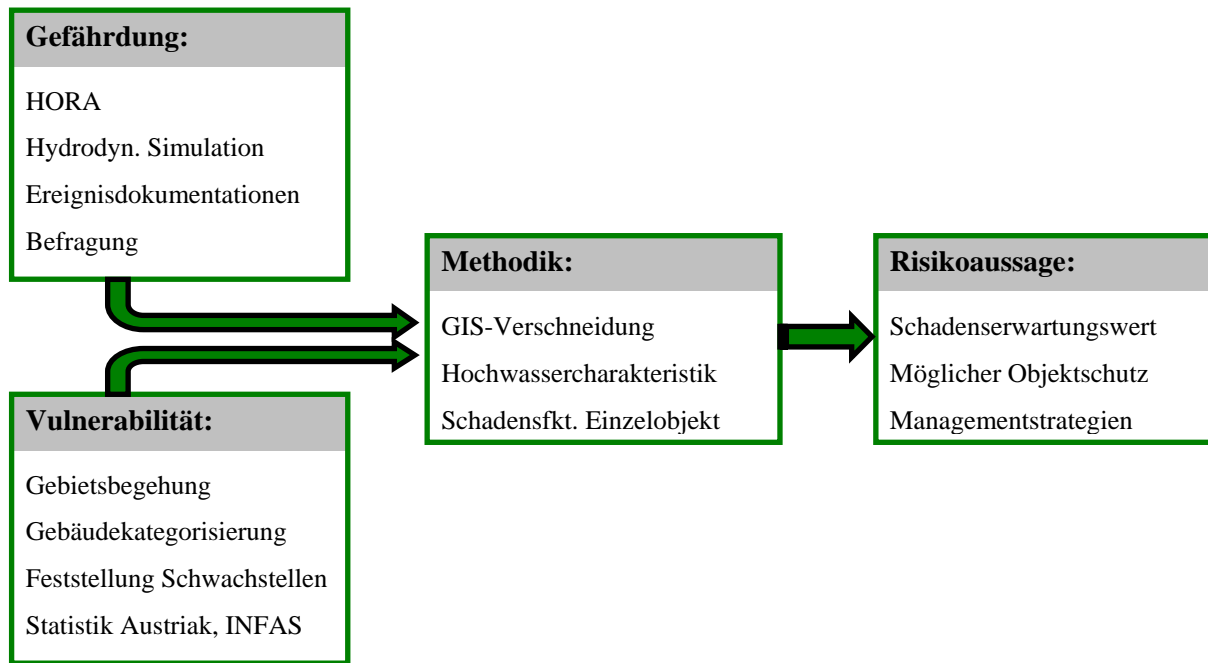 Gefährdung:
HORA
Hydrodyn. Simulation
Ereignisdokumentationen
Befragung
Vulnerabilität:
Gebietsbegehung
Gebäudekategorisierung
Feststellung Schwachstellen
Statistik Austriak, INFAS
Methodik:
GIS-Verschneidung
Hochwassercharakteristik
Schadensfkt. Einzelobjekt
Risikoaussage:
Schadenserwartungswert
Möglicher Objektschutz
Managementstrategien